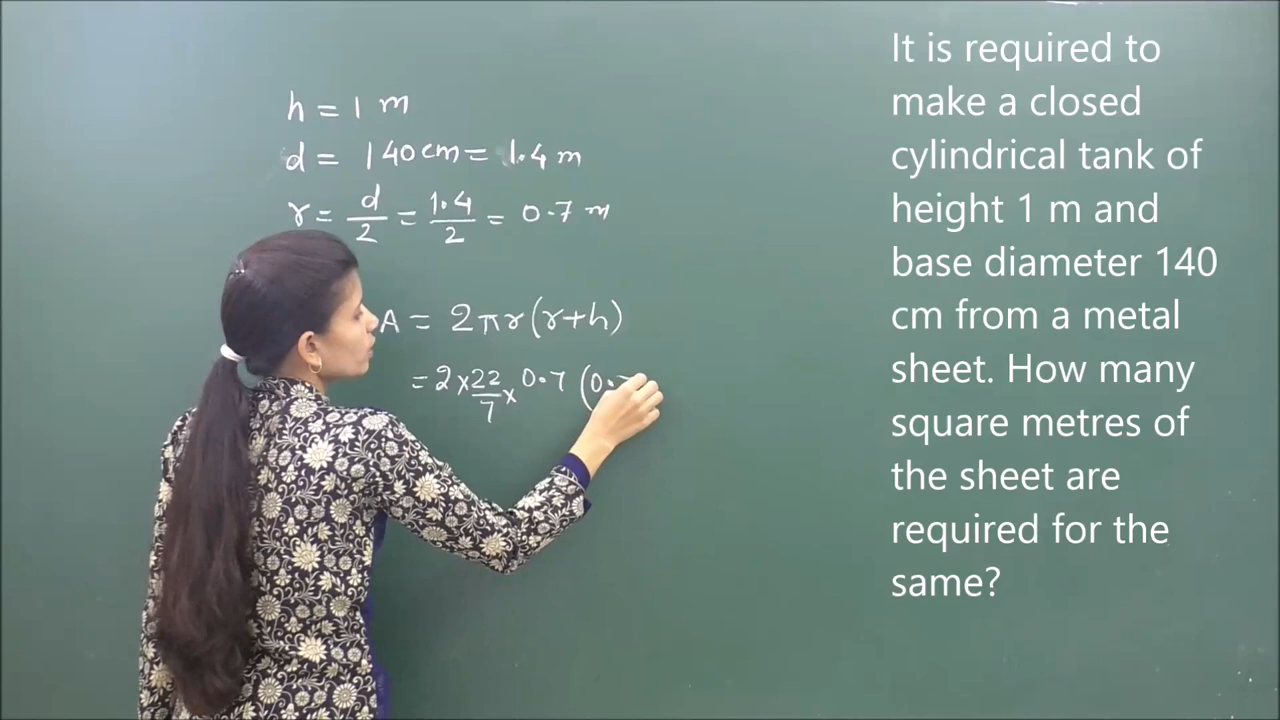 h = 1 m
d = 140 cm = 1.4 m
r = d/2 = 1.4/2 = 0.7 m
A = 2πr(r+h)
= 2 × 22/7 × 0.7 (0.7
It is required to
make a closed
cylindrical tank of
height 1 m and
base diameter 140
cm from a metal
sheet. How many
square metres of
the sheet are
required for the
same?